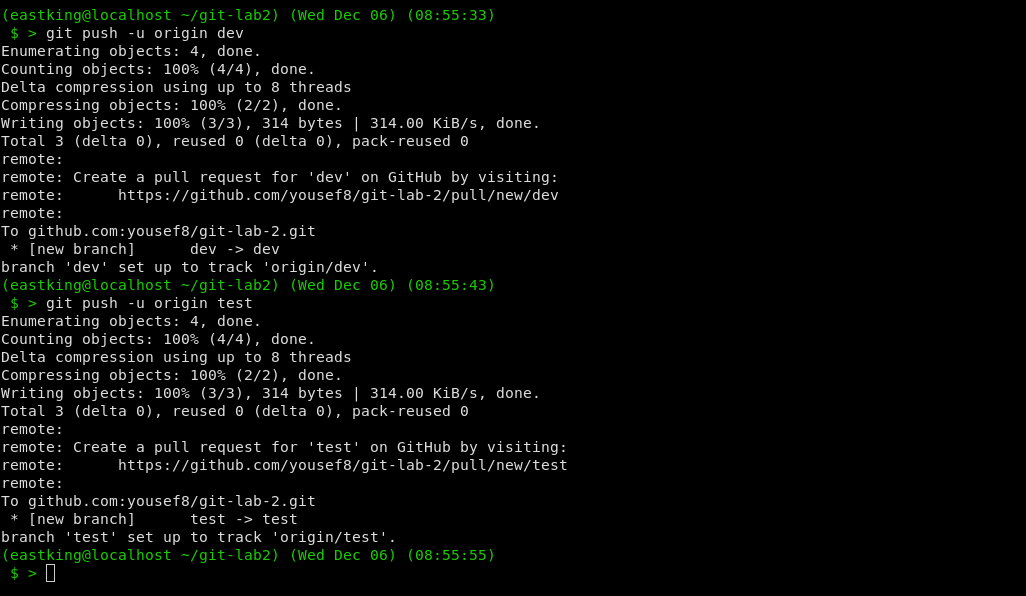 (eastking@localhost ~/git-lab2) (Wed Dec 06) (08:55:33)
 $ > git push -u origin dev
Enumerating objects: 4, done.
Counting objects: 100% (4/4), done.
Delta compression using up to 8 threads
Compressing objects: 100% (2/2), done.
Writing objects: 100% (3/3), 314 bytes | 314.00 KiB/s, done.
Total 3 (delta 0), reused 0 (delta 0), pack-reused 0
remote:
remote: Create a pull request for 'dev' on GitHub by visiting:
remote:      https://github.com/yousef8/git-lab-2/pull/new/dev
remote:
To github.com:yousef8/git-lab-2.git
 * [new branch]      dev -> dev
branch 'dev' set up to track 'origin/dev'.
(eastking@localhost ~/git-lab2) (Wed Dec 06) (08:55:43)
 $ > git push -u origin test
Enumerating objects: 4, done.
Counting objects: 100% (4/4), done.
Delta compression using up to 8 threads
Compressing objects: 100% (2/2), done.
Writing objects: 100% (3/3), 314 bytes | 314.00 KiB/s, done.
Total 3 (delta 0), reused 0 (delta 0), pack-reused 0
remote:
remote: Create a pull request for 'test' on GitHub by visiting:
remote:      https://github.com/yousef8/git-lab-2/pull/new/test
remote:
To github.com:yousef8/git-lab-2.git
 * [new branch]      test -> test
branch 'test' set up to track 'origin/test'.
(eastking@localhost ~/git-lab2) (Wed Dec 06) (08:55:55)
 $ >